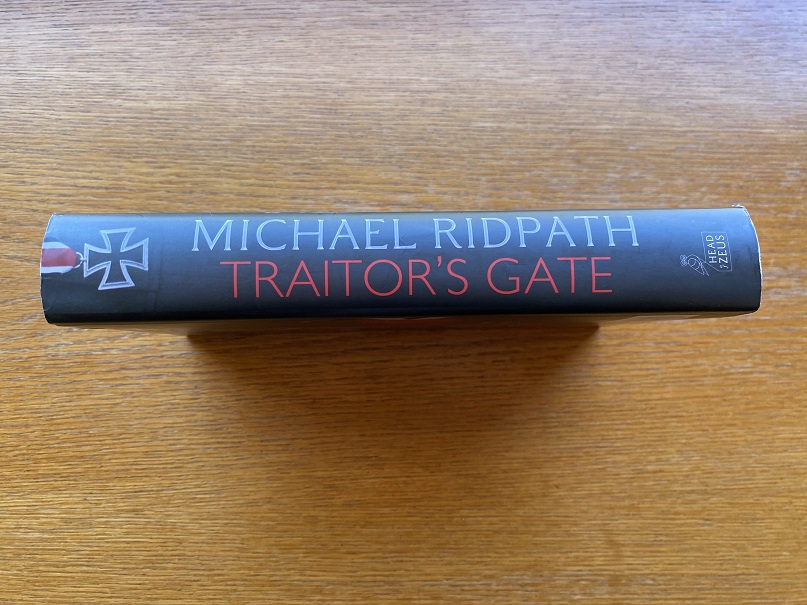 MICHAEL RIDPATH
TRAITOR'S GATE
HEAD
of ZEUS